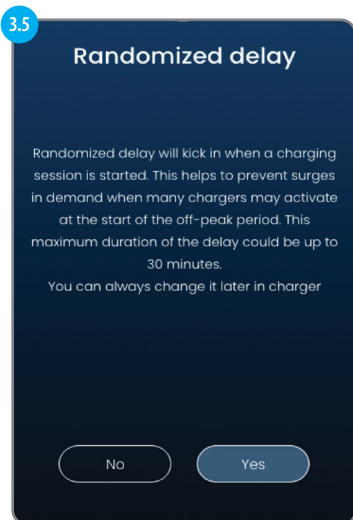 3.5
Randomized delay
Randomized delay will kick in when a charging
session is started. This helps to prevent surges
in demand when many chargers may activate
at the start of the off-peak period. This
maximum duration of the delay could be up to
30 minutes.
You can always change it later in charger
No
Yes